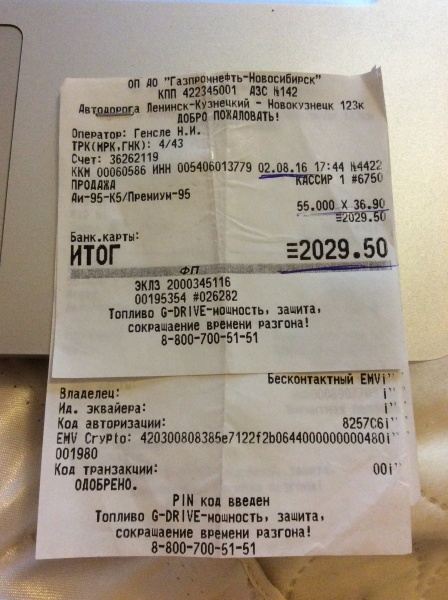 ОП АО "Газпромнефть-Новосибирск"
КПП 422345001 АЗС №142
Автодорога Ленинск-Кузнецкий - Новокузнецк 123к
ДОБРО ПОЖАЛОВАТЬ!
Оператор: Генсле Н.И.
ТРК(МРК,ГНК): 4/43
Счет: 36262119
ККМ 00060586 ИНН 005406013779 02.08.16 17:44 №4422
ПРОДАЖА КАССИР 1 #6750
Аи-95-К5/Премиум-95
55.000 X 36.90
=2029.50
Банк.карты:
ИТОГ =2029.50
ФП
ЭКЛЗ 2000345116
00195354 #026282
Топливо G-DRIVE-мощность, защита,
сокращение времени разгона!
8-800-700-51-51
Бесконтактный EMV¡"
Владелец: ¡"
Ид. эквайера: ¡"
Код авторизации: 8257C6¡"
EMV Crypto: 420300808385e7122f2b06440000000000480¡"
001980
Код транзакции: 00¡"
ОДОБРЕНО.
PIN код введен
Топливо G-DRIVE-мощность, защита,
сокращение времени разгона!
8-800-700-51-51